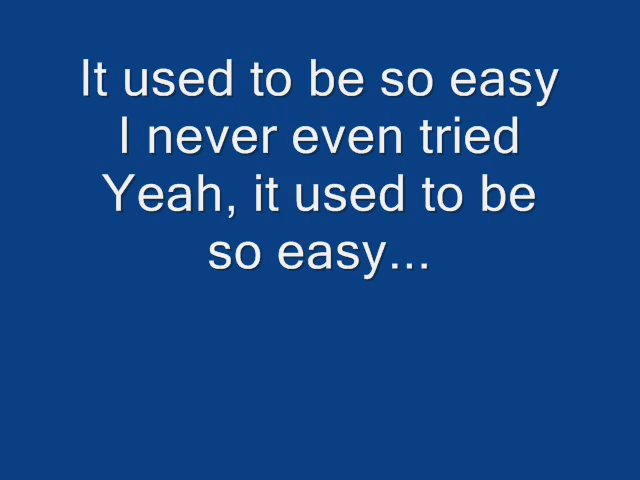 It used to be so easy
I never even tried
Yeah, it used to be
so easy...